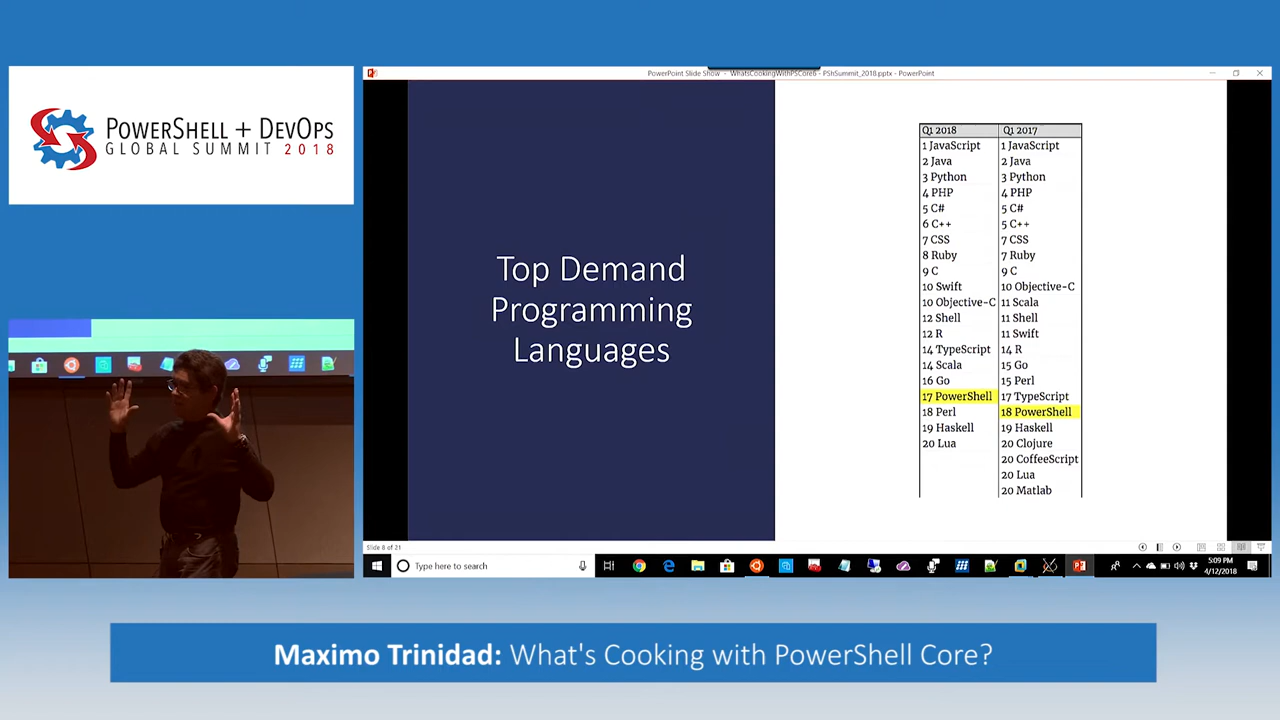 POWERSHELL + DEVOPS
GLOBAL SUMMIT 2018
PowerPoint Slide Show - WhatsCookingWithPSCore6 - PShSummit_2018.pptx - PowerPoint
Top Demand
Programming
Languages
Q1 2018 Q1 2017
1 JavaScript 1 JavaScript
2 Java 2 Java
3 Python 3 Python
4 PHP 4 PHP
5 C# 5 C#
6 C++ 5 C++
7 CSS 7 CSS
8 Ruby 7 Ruby
9 C 9 C
10 Swift 10 Objective-C
10 Objective-C 11 Scala
12 Shell 11 Shell
12 R 11 Swift
14 TypeScript 14 R
14 Scala 15 Go
16 Go 15 Perl
17 PowerShell 17 TypeScript
18 Perl 18 PowerShell
19 Haskell 19 Haskell
20 Lua 20 Clojure
20 CoffeeScript
20 Lua
20 Matlab
Slide 8 of 21
Type here to search
5:09 PM
4/12/2018
Maximo Trinidad: What's Cooking with PowerShell Core?